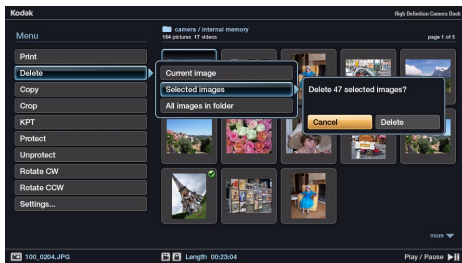 Kodak
High Definition Camera Dock
Menu
camera / internal memory
154 pictures 17 videos
page 1 of 5
Print
Delete
Copy
Crop
KPT
Protect
Unprotect
Rotate CW
Rotate CCW
Settings...
Current image
Selected images
All images in folder
Delete 47 selected images?
Cancel
Delete
more
100_0204.JPG
Length 00:23:04
Play / Pause